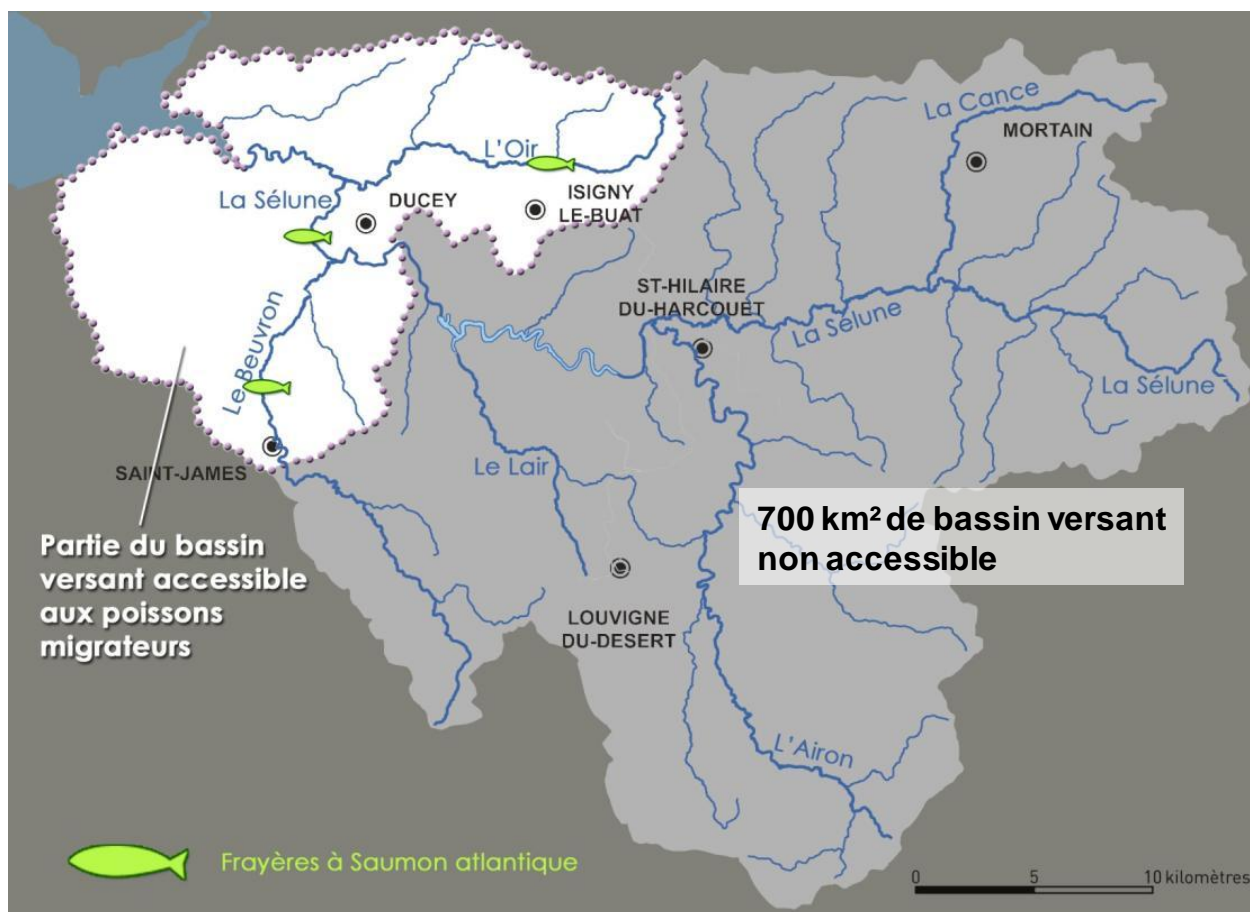 La Cance
MORTAIN
L'Oir
ISIGNY
LE-BUAT
La Sélune
DUCEY
ST-HILAIRE
DU-HARCOUET
La Sélune
La Sélune
Le Beuvron
SAINT-JAMES
Le Lair
700 km² de bassin versant
non accessible
Partie du bassin
versant accessible
aux poissons
migrateurs
LOUVIGNE
DU-DESERT
L'Airon
Frayères à Saumon atlantique
0 5 10 kilomètres